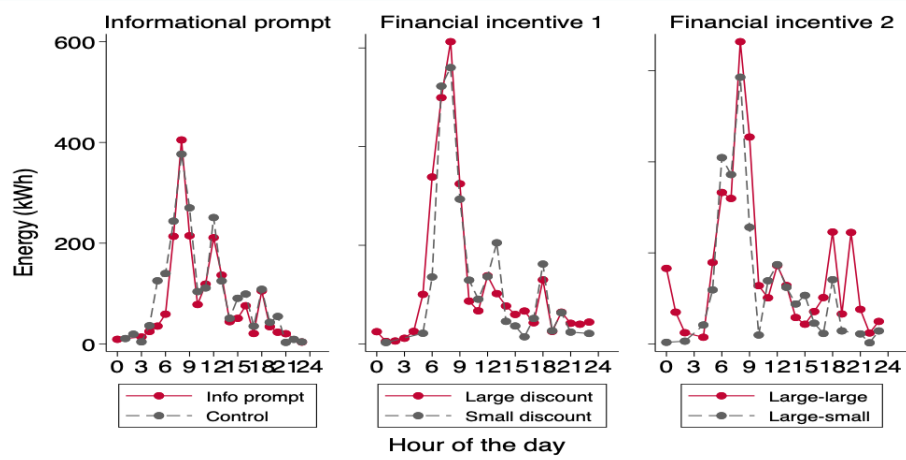 Informational prompt
Financial incentive 1
Financial incentive 2
Energy (kWh)
600
400
200
0
0 3 6 9 11 15 18 21 24
0 3 6 9 12 15 18 21 24
0 3 6 9 12 15 18 21 24
Info prompt
Control
Large discount
Small discount
Large-large
Large-small
Hour of the day